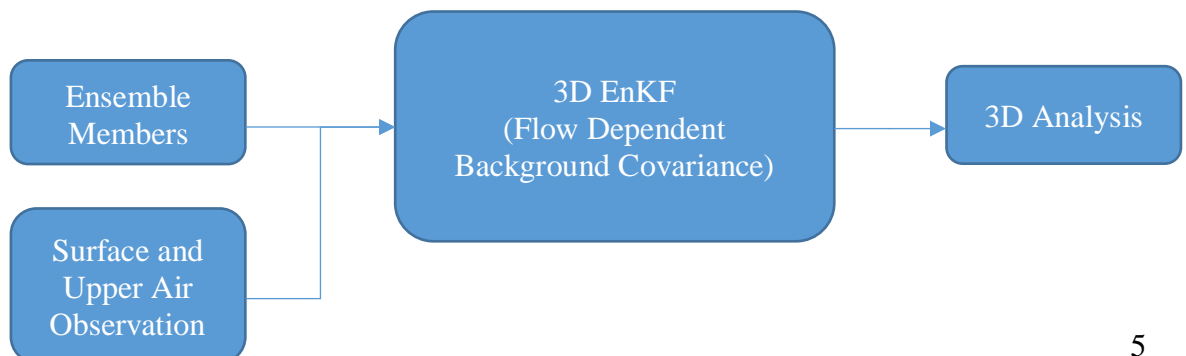 Ensemble
Members
3D EnKF
(Flow Dependent
Background Covariance)
3D Analysis
Surface and
Upper Air
Observation
5